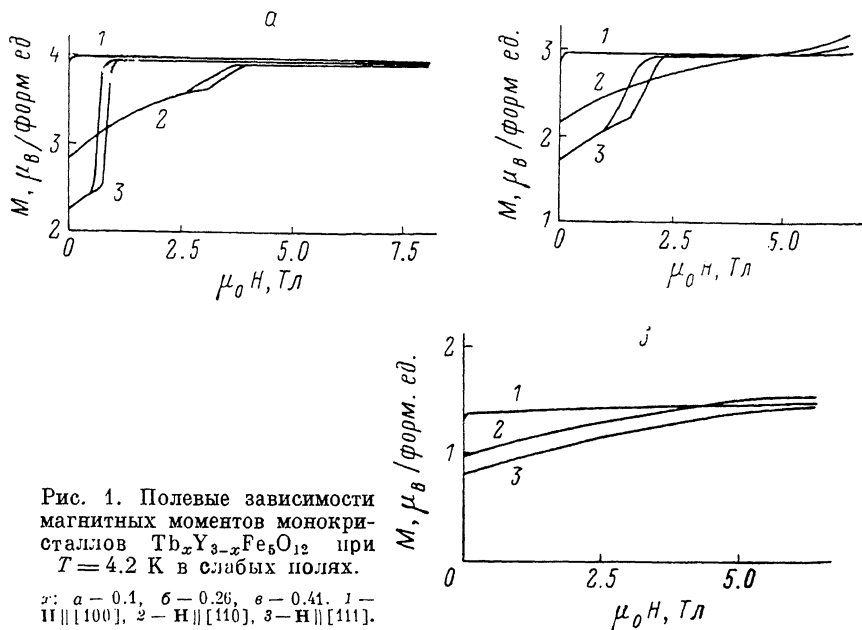 а
M, μ_B/форм ед
4
3
2
1
2
3
0
2.5
5.0
7.5
μ₀H, Тл
M, μ_B/форм ед.
3
2
1
1
2
3
0
2.5
5.0
μ₀H, Тл
M, μ_B/форм. ед.
2
1
1
2
3
0
2.5
5.0
μ₀H, Тл
Рис. 1. Полевые зависимости
магнитных моментов монокри-
сталлов TbₓY₃₋ₓFe₅O₁₂ при
T = 4.2 К в слабых полях.
x: а — 0.1, б — 0.26, в — 0.41. 1 —
H || [100], 2 — H || [110], 3 — H || [111].